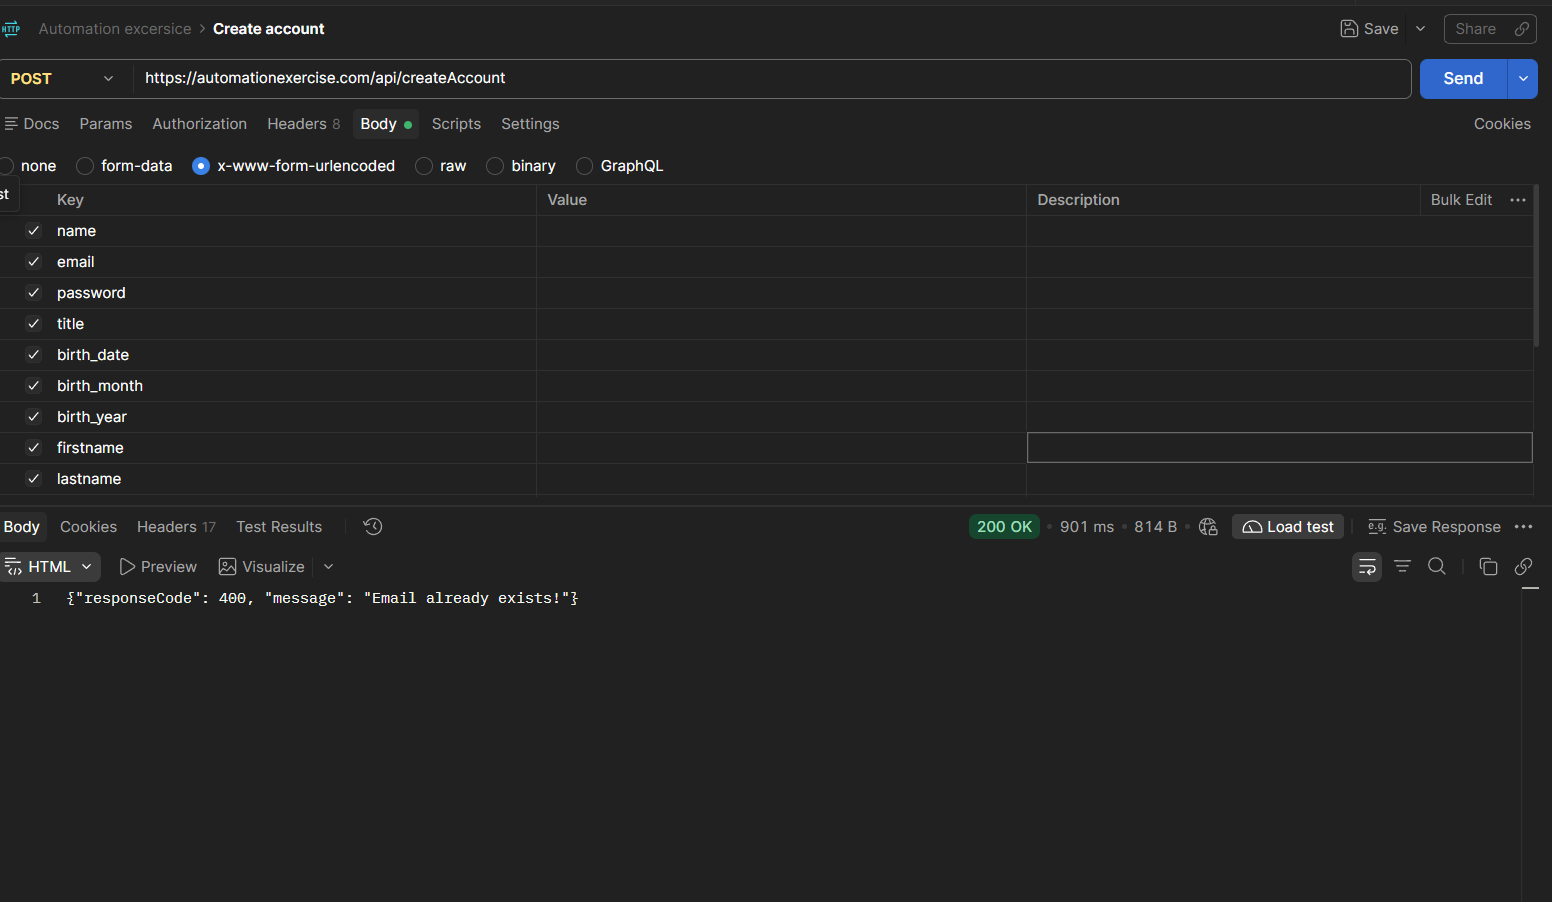 HTTP Automation excersice > Create account Save Share
POST https://automationexercise.com/api/createAccount Send
Docs Params Authorization Headers 8 Body Scripts Settings Cookies
none form-data x-www-form-urlencoded raw binary GraphQL
st
Key Value Description Bulk Edit
name
email
password
title
birth_date
birth_month
birth_year
firstname
lastname
Body Cookies Headers 17 Test Results 200 OK • 901 ms • 814 B • Load test e.g. Save Response
HTML Preview Visualize
1 {"responseCode": 400, "message": "Email already exists!"}